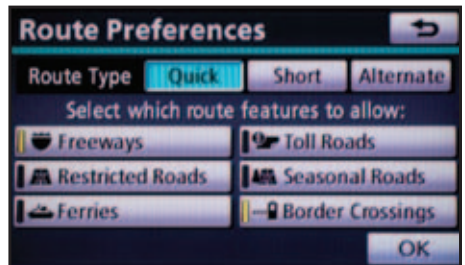 Route Preferences
Route Type Quick Short Alternate
Select which route features to allow:
Freeways Toll Roads
Restricted Roads Seasonal Roads
Ferries Border Crossings
OK